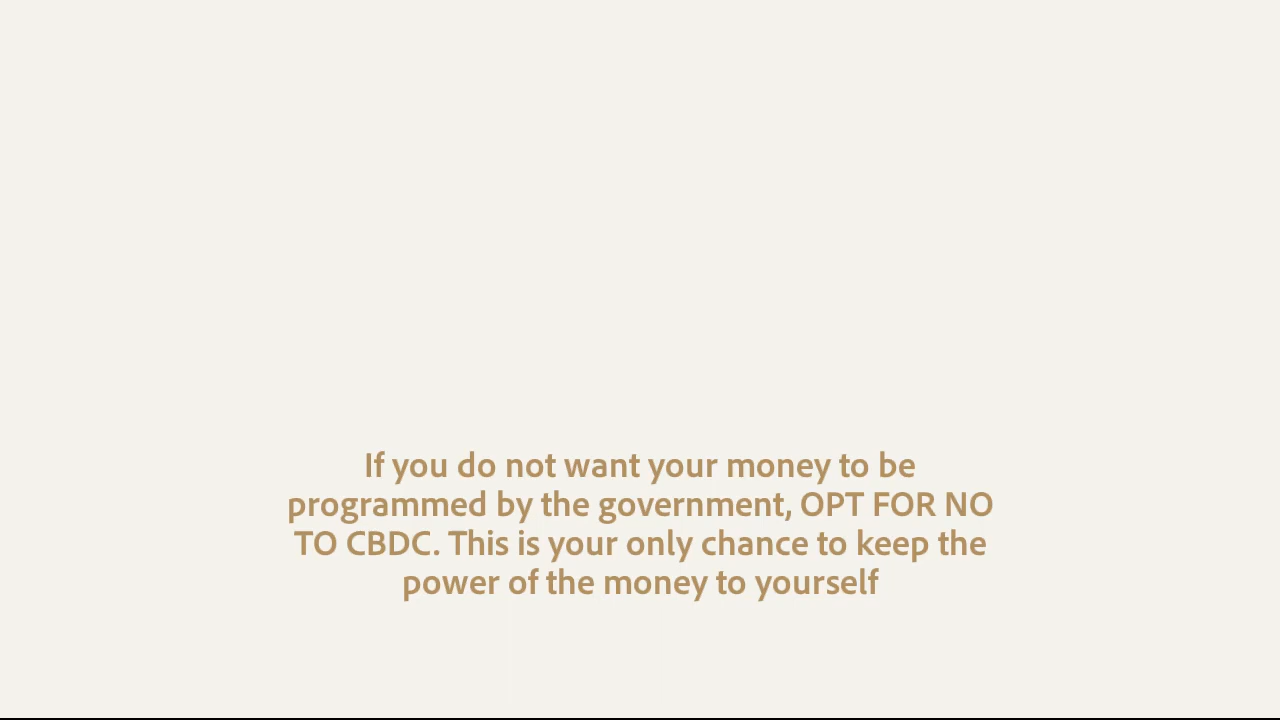 If you do not want your money to be
programmed by the government, OPT FOR NO
TO CBDC. This is your only chance to keep the
power of the money to yourself